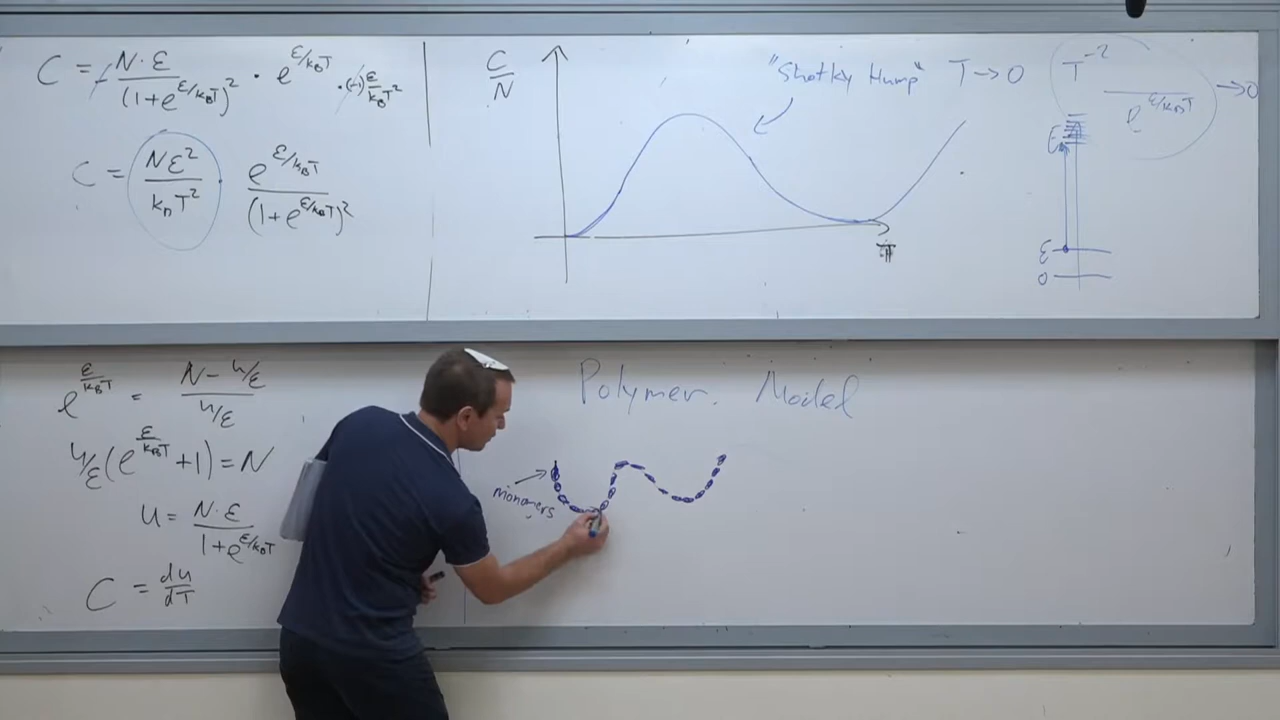 C = - N·ε / (1+e^{ε/k_BT})² · e^{ε/k_BT} · (-1) ε/k_BT²
C = Nε² / k_BT² · e^{ε/k_BT} / (1+e^{ε/k_BT})²
C/N
"Shotky Hump" T→0
T^{-2} / e^{ε/k_BT} →0
E
ε
0
e^{ε/k_BT} = N - u/ε / u/ε
u/ε (e^{ε/k_BT} +1) = N
u = N·ε / 1+e^{ε/k_BT}
C = du/dT
Polymer. Model
monomers